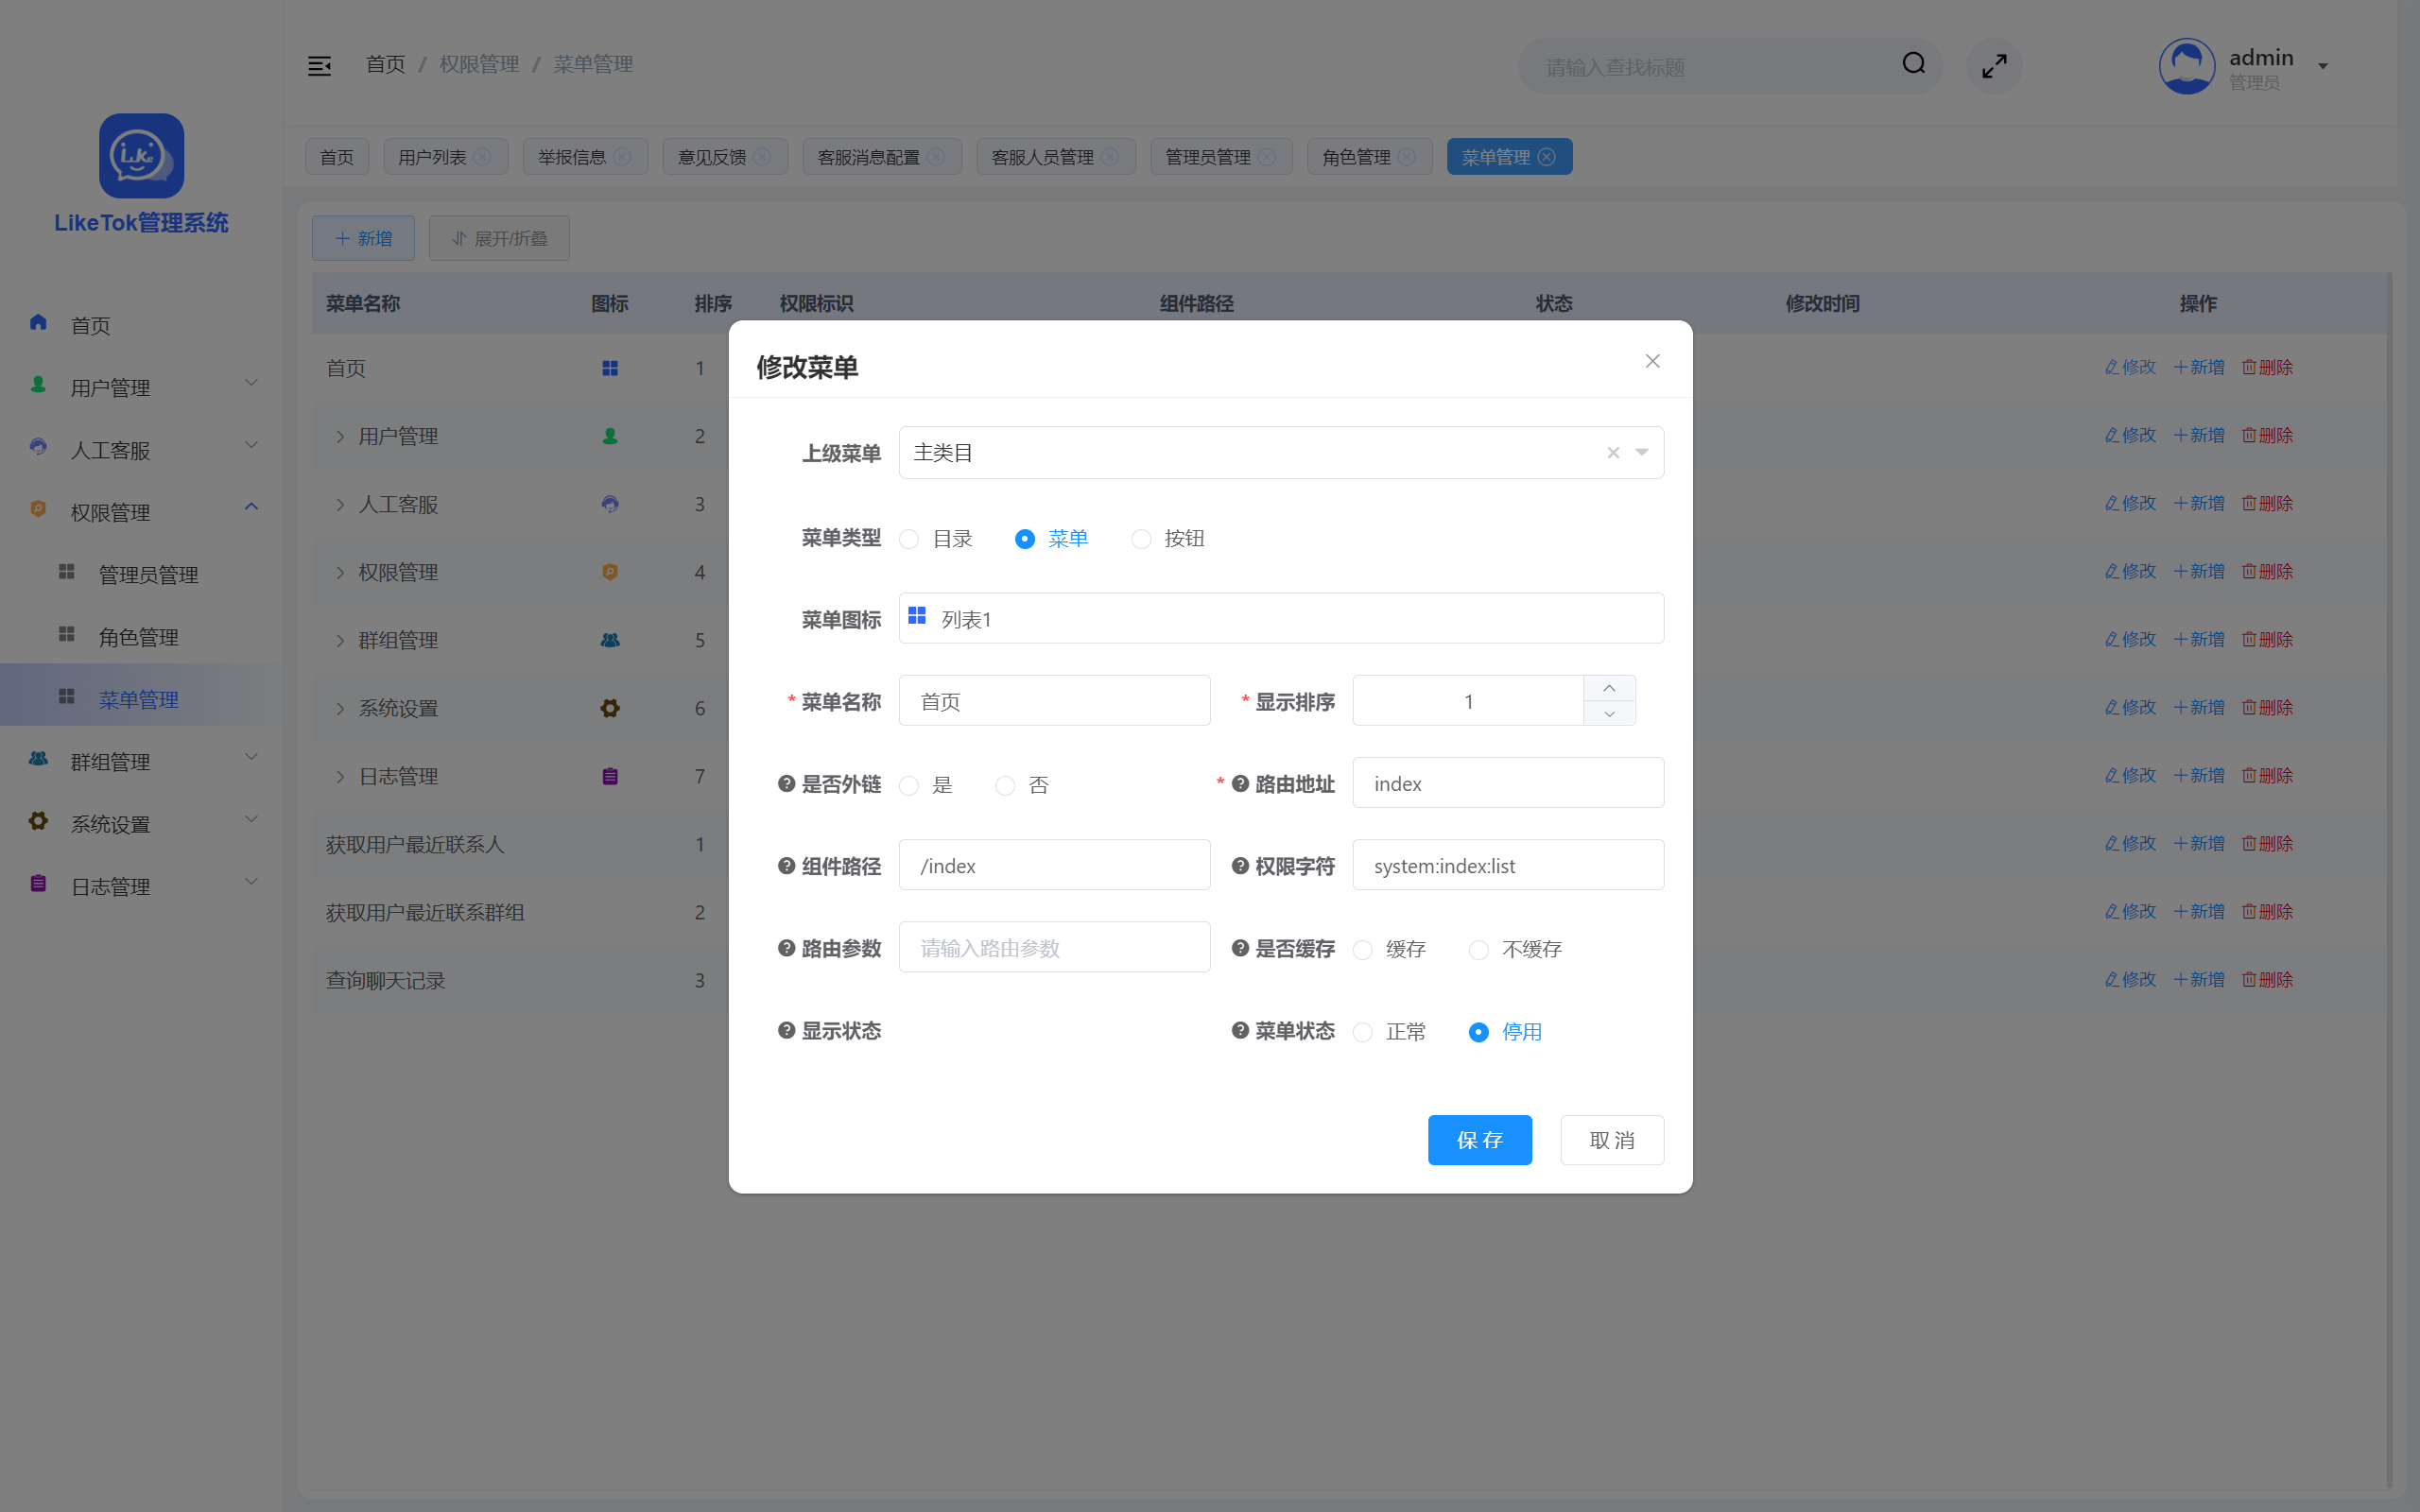 首页 / 权限管理 / 菜单管理
请输入查找标题
admin
管理员
Like
LikeTok管理系统
首页
用户列表
举报信息
意见反馈
客服消息配置
客服人员管理
管理员管理
角色管理
菜单管理
首页
用户管理
人工客服
权限管理
管理员管理
角色管理
菜单管理
群组管理
系统设置
日志管理
新增
展开/折叠
菜单名称 图标 排序 权限标识 组件路径 状态 修改时间 操作
首页 1 修改 新增 删除
用户管理 2 修改 新增 删除
人工客服 3 修改 新增 删除
权限管理 4 修改 新增 删除
群组管理 5 修改 新增 删除
系统设置 6 修改 新增 删除
日志管理 7 修改 新增 删除
获取用户最近联系人 1 修改 新增 删除
获取用户最近联系群组 2 修改 新增 删除
查询聊天记录 3 修改 新增 删除
修改菜单
上级菜单 主类目
菜单类型 目录 菜单 按钮
菜单图标 列表1
* 菜单名称 首页 * 显示排序 1
是否外链 是 否 * 路由地址 index
组件路径 /index 权限字符 system:index:list
路由参数 请输入路由参数 是否缓存 缓存 不缓存
显示状态 菜单状态 正常 停用
保 存 取 消